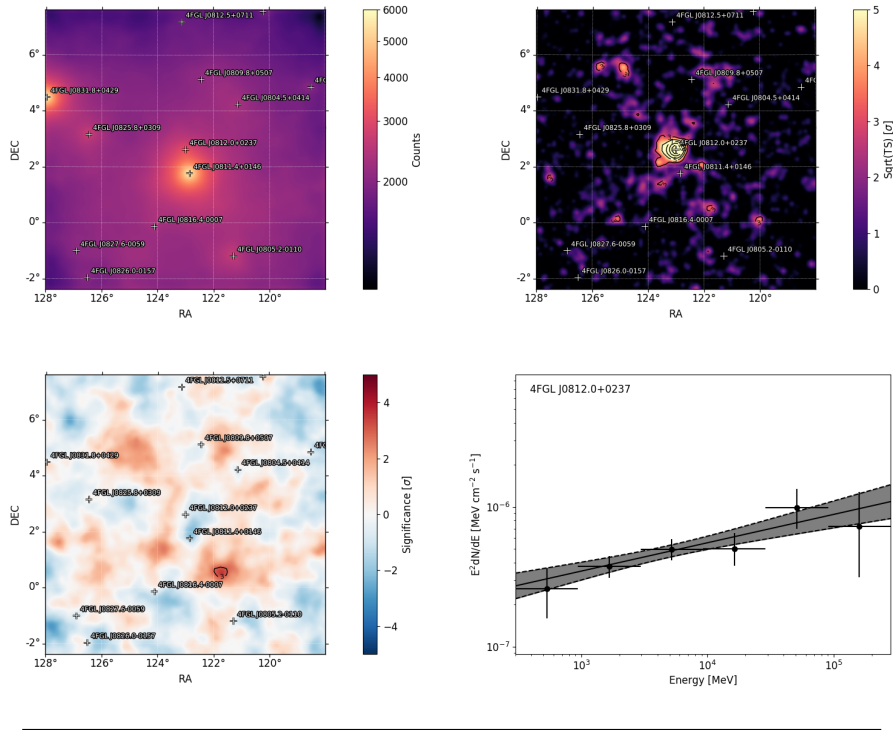 4FGL J0812.5+0711
4FGL J0809.8+0507
4FGL J0831.8+0429
4FGL J0804.5+0414
4FGL J0825.8+0309
4FGL J0812.0+0237
4FGL J0811.4+0146
4FGL J0816.4-0007
4FGL J0827.6-0059
4FGL J0805.2-0110
4FGL J0826.0-0157
6°
4°
2°
0°
-2°
DEC
128°
126°
124°
122°
120°
RA
6000
5000
4000
3000
2000
Counts
4FGL J0812.5+0711
4FGL J0809.8+0507
4FGL J0831.8+0429
4FGL J0804.5+0414
4FGL J0825.8+0309
4FGL J0812.0+0237
4FGL J0811.4+0146
4FGL J0816.4-0007
4FGL J0827.6-0059
4FGL J0805.2-0110
4FGL J0826.0-0157
6°
4°
2°
0°
-2°
DEC
128°
126°
124°
122°
120°
RA
5
4
3
2
1
0
Sqrt(TS) [σ]
4FGL J0812.5+0711
4FGL J0809.8+0507
4FGL J0831.8+0429
4FGL J0804.5+0414
4FGL J0825.8+0309
4FGL J0812.0+0237
4FGL J0811.4+0146
4FGL J0816.4-0007
4FGL J0827.6-0059
4FGL J0805.2-0110
4FGL J0826.0-0157
6°
4°
2°
0°
-2°
DEC
128°
126°
124°
122°
120°
RA
4
2
0
−2
−4
Significance [σ]
4FGL J0812.0+0237
10⁻⁶
10⁻⁷
E²dN/dE [MeV cm⁻² s⁻¹]
10³
10⁴
10⁵
Energy [MeV]